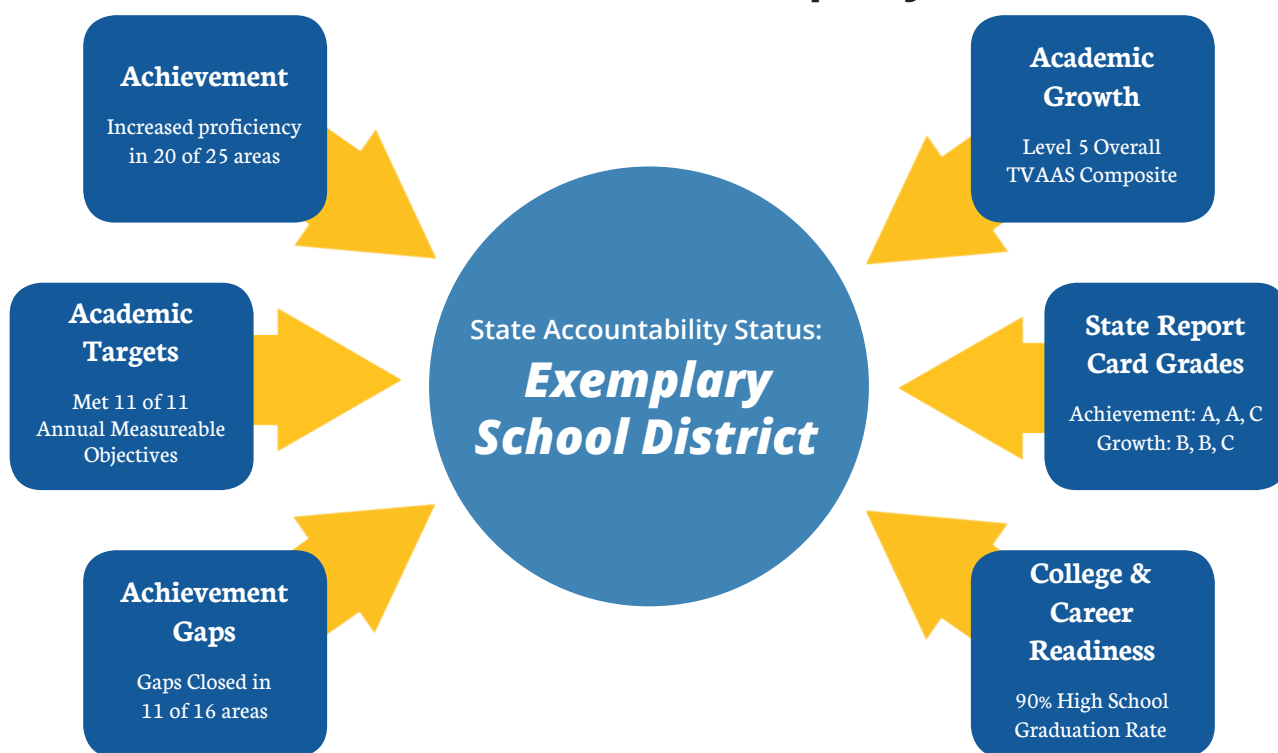 Achievement
Increased proficiency
in 20 of 25 areas
Academic
Targets
Met 11 of 11
Annual Measureable
Objectives
Achievement
Gaps
Gaps Closed in
11 of 16 areas
State Accountability Status:
Exemplary
School District
Academic
Growth
Level 5 Overall
TVAAS Composite
State Report
Card Grades
Achievement: A, A, C
Growth: B, B, C
College &
Career
Readiness
90% High School
Graduation Rate